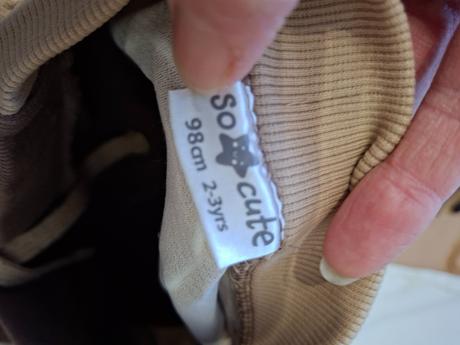 so cute
98cm 2-3yrs